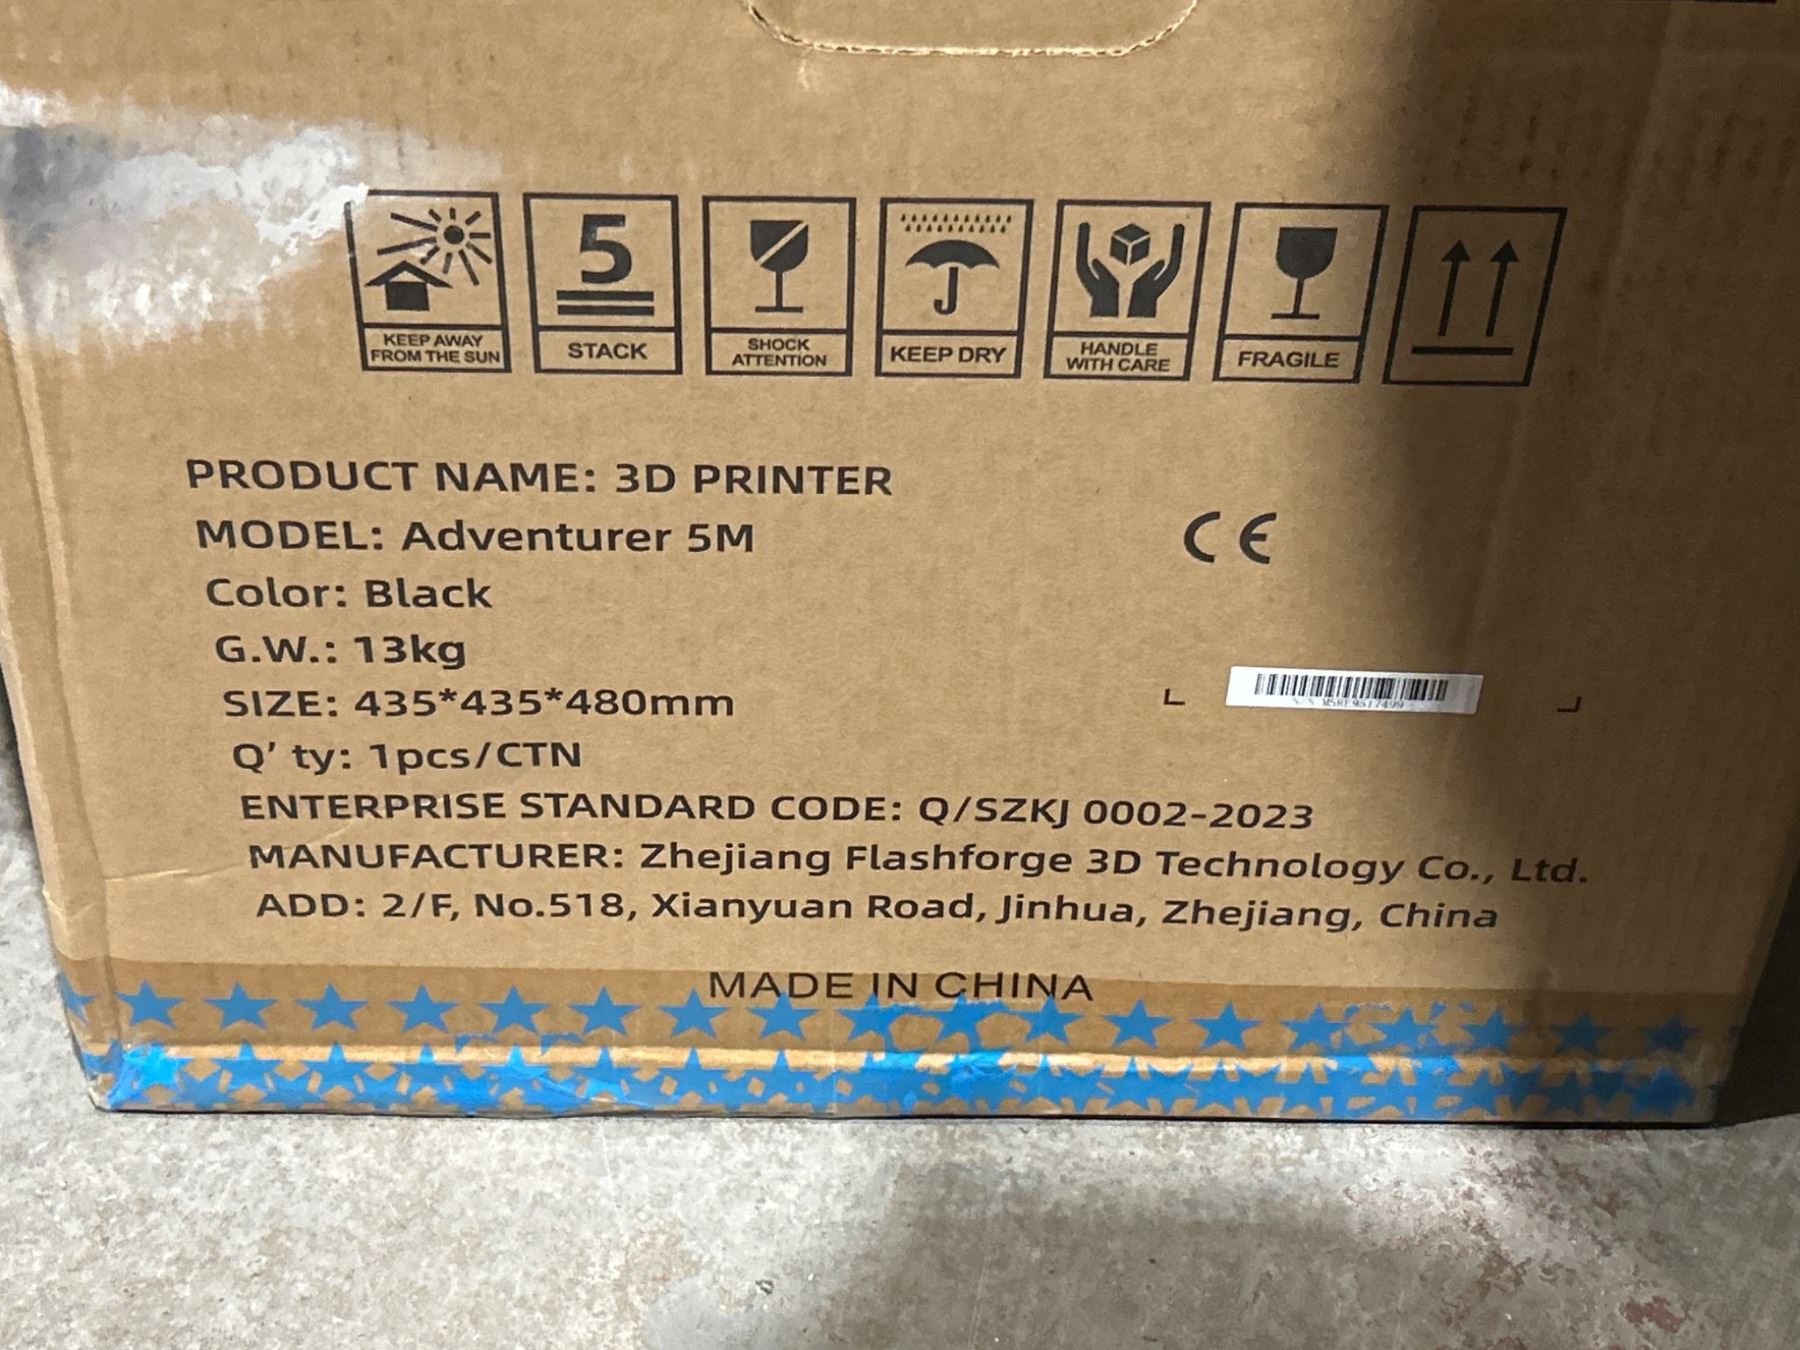 KEEP AWAY
FROM THE SUN
5
STACK
SHOCK
ATTENTION
KEEP DRY
HANDLE
WITH CARE
FRAGILE
PRODUCT NAME: 3D PRINTER
MODEL: Adventurer 5M
CE
Color: Black
G.W.: 13kg
SIZE: 435*435*480mm
S/N
Q' ty: 1pcs/CTN
ENTERPRISE STANDARD CODE: Q/SZKJ 0002-2023
MANUFACTURER: Zhejiang Flashforge 3D Technology Co., Ltd.
ADD: 2/F, No.518, Xianyuan Road, Jinhua, Zhejiang, China
MADE IN CHINA